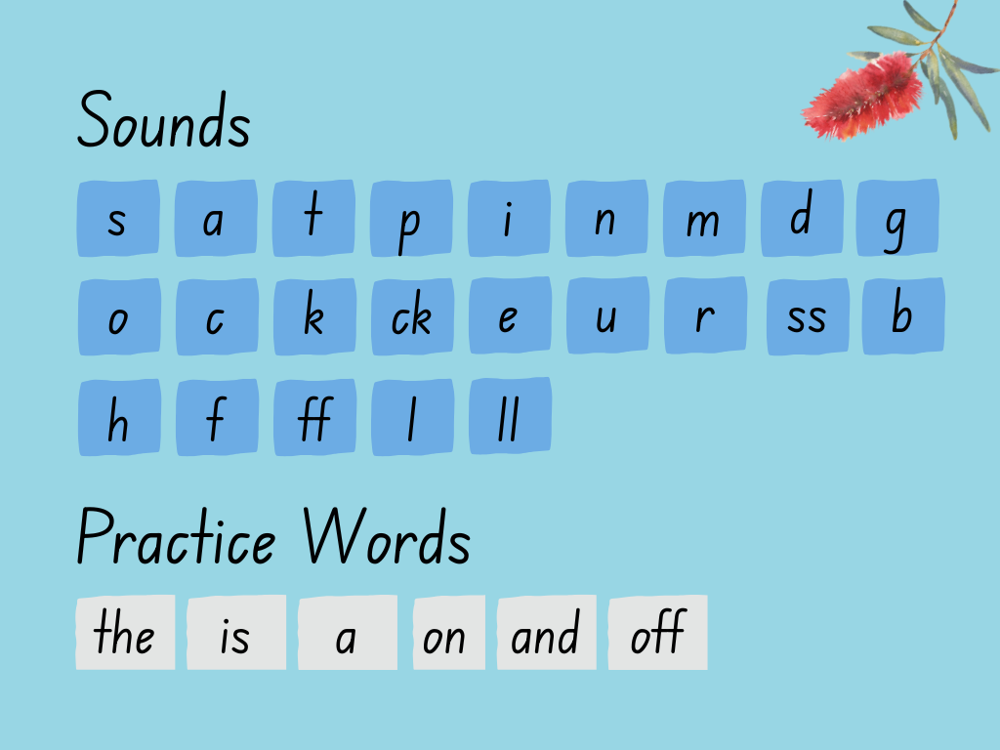 Sounds
s a t p i n m d g
o c k ck e u r ss b
h f ff l ll
Practice Words
the is a on and off